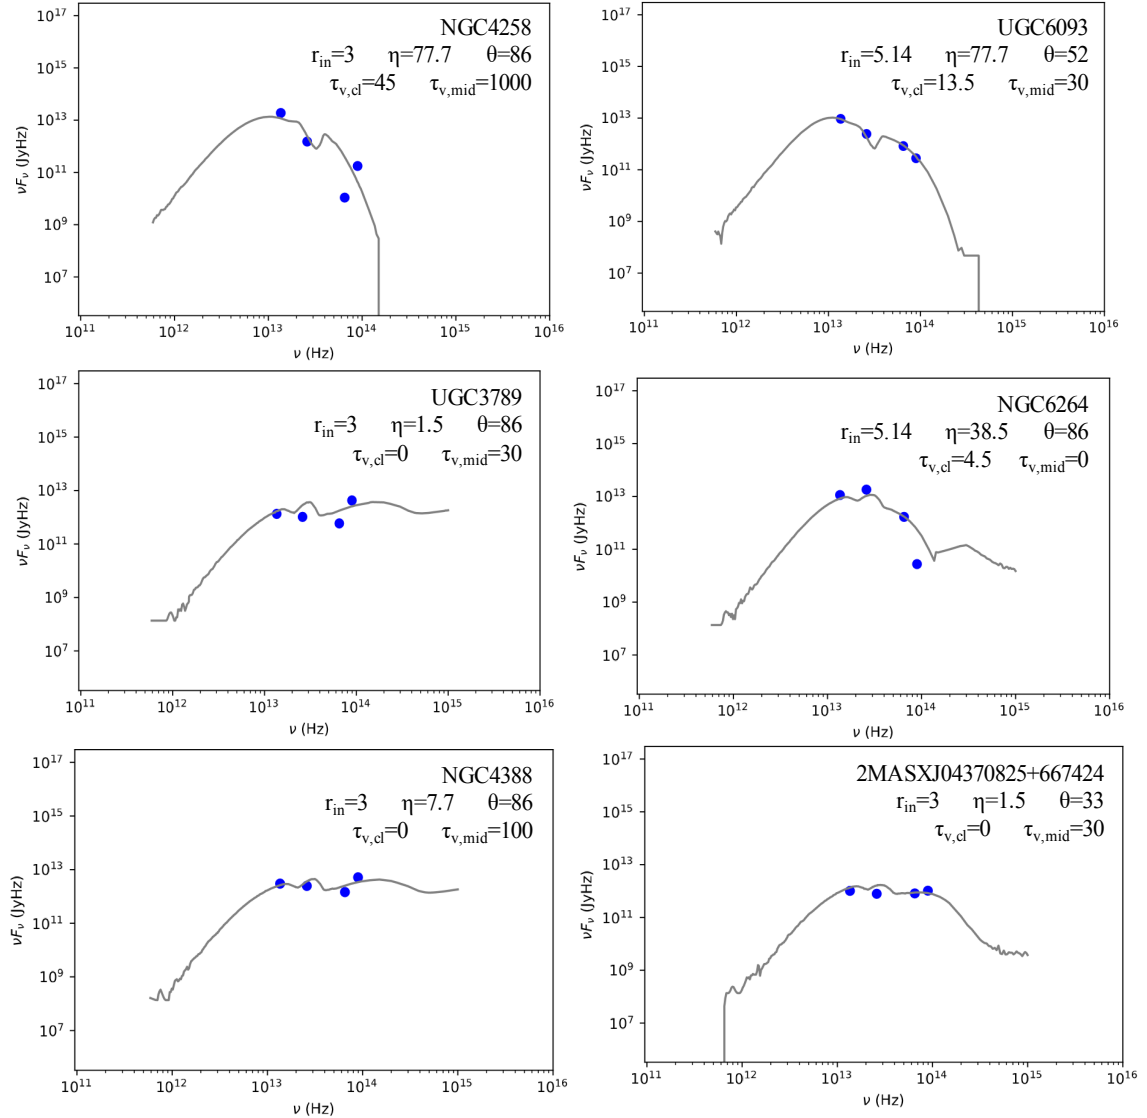 NGC4258
r_in=3 η=77.7 θ=86
τ_v,cl=45 τ_v,mid=1000
10^17
10^15
10^13
10^11
10^9
10^7
νF_ν (JyHz)
10^11 10^12 10^13 10^14 10^15 10^16
ν (Hz)
UGC6093
r_in=5.14 η=77.7 θ=52
τ_v,cl=13.5 τ_v,mid=30
10^17
10^15
10^13
10^11
10^9
10^7
νF_ν (JyHz)
10^11 10^12 10^13 10^14 10^15 10^16
ν (Hz)
UGC3789
r_in=3 η=1.5 θ=86
τ_v,cl=0 τ_v,mid=30
10^17
10^15
10^13
10^11
10^9
10^7
νF_ν (JyHz)
10^11 10^12 10^13 10^14 10^15 10^16
ν (Hz)
NGC6264
r_in=5.14 η=38.5 θ=86
τ_v,cl=4.5 τ_v,mid=0
10^17
10^15
10^13
10^11
10^9
10^7
νF_ν (JyHz)
10^11 10^12 10^13 10^14 10^15 10^16
ν (Hz)
NGC4388
r_in=3 η=7.7 θ=86
τ_v,cl=0 τ_v,mid=100
10^17
10^15
10^13
10^11
10^9
10^7
νF_ν (JyHz)
10^11 10^12 10^13 10^14 10^15 10^16
ν (Hz)
2MASXJ04370825+667424
r_in=3 η=1.5 θ=33
τ_v,cl=0 τ_v,mid=30
10^17
10^15
10^13
10^11
10^9
10^7
νF_ν (JyHz)
10^11 10^12 10^13 10^14 10^15 10^16
ν (Hz)